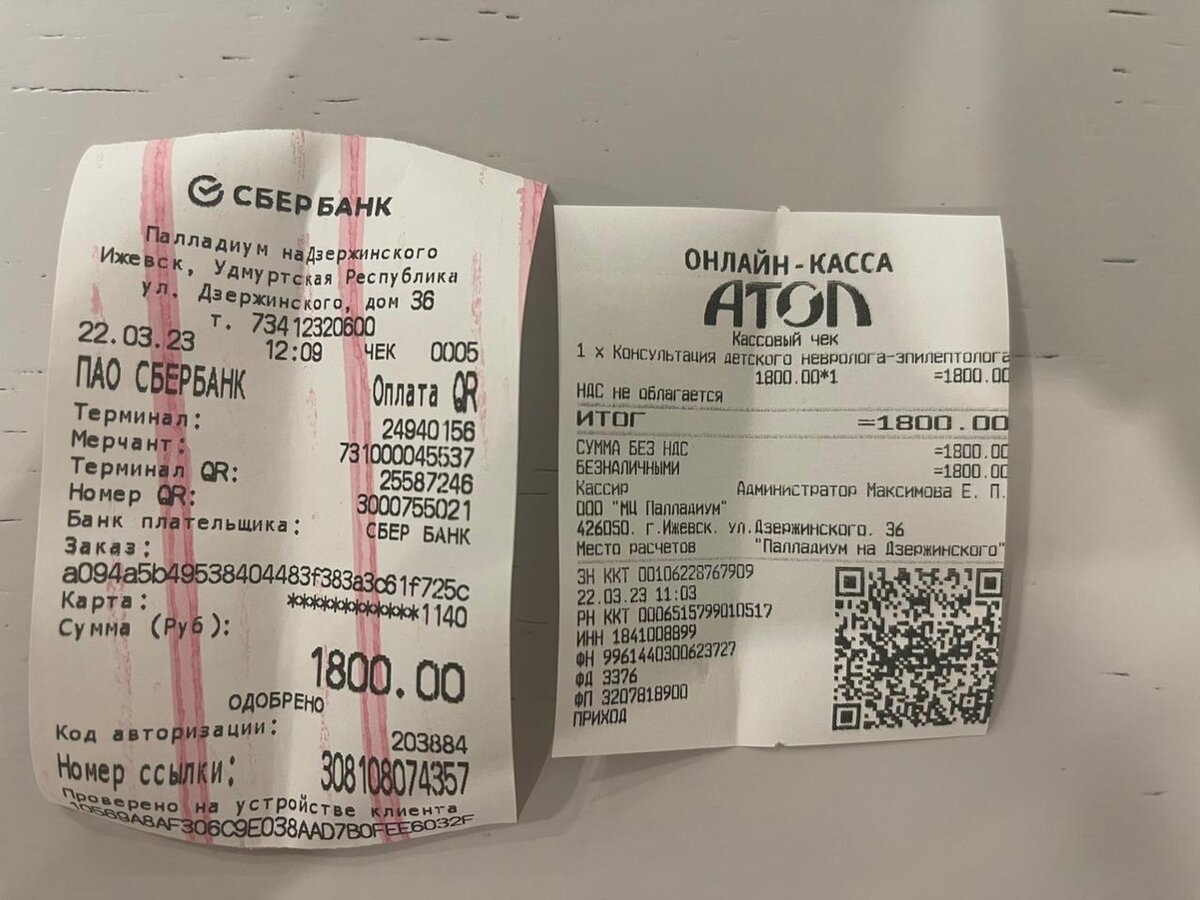 СБЕР БАНК
Палладиум наДзержинского
Ижевск, Удмуртская Республика
ул. Дзержинского, дом 36
т. 73412320600
22.03.23 12:09 ЧЕК 0005
ПАО СБЕРБАНК Оплата QR
Терминал: 24940156
Мерчант: 731000045537
Терминал QR: 25587246
Номер QR: 3000755021
Банк плательщика: СБЕР БАНК
Заказ:
a094a5b49538404483f383a3c61f725c
Карта: *************1140
Сумма (Руб):
1800.00
ОДОБРЕНО
Код авторизации: 203884
Номер ссылки: 308108074357
Проверено на устройстве клиента
10569A8AF306C9E038AAD7B0FEE6032F
ОНЛАЙН-КАССА
АТОЛ
Кассовый чек
1 x Консультация детского невролога-эпилептолога
1800.00*1 =1800.00
НДС не облагается
ИТОГ =1800.00
СУММА БЕЗ НДС =1800.00
БЕЗНАЛИЧНЫМИ =1800.00
Кассир Администратор Максимова Е. П.
ООО "МЦ Палладиум"
426050. г.Ижевск. ул.Дзержинского. 36
Место расчетов "Палладиум на Дзержинского"
ЗН ККТ 00106228767909
22.03.23 11:03
РН ККТ 0006515799010517
ИНН 1841008899
ФН 9961440300623727
ФД 3376
ФП 3207818900
ПРИХОД